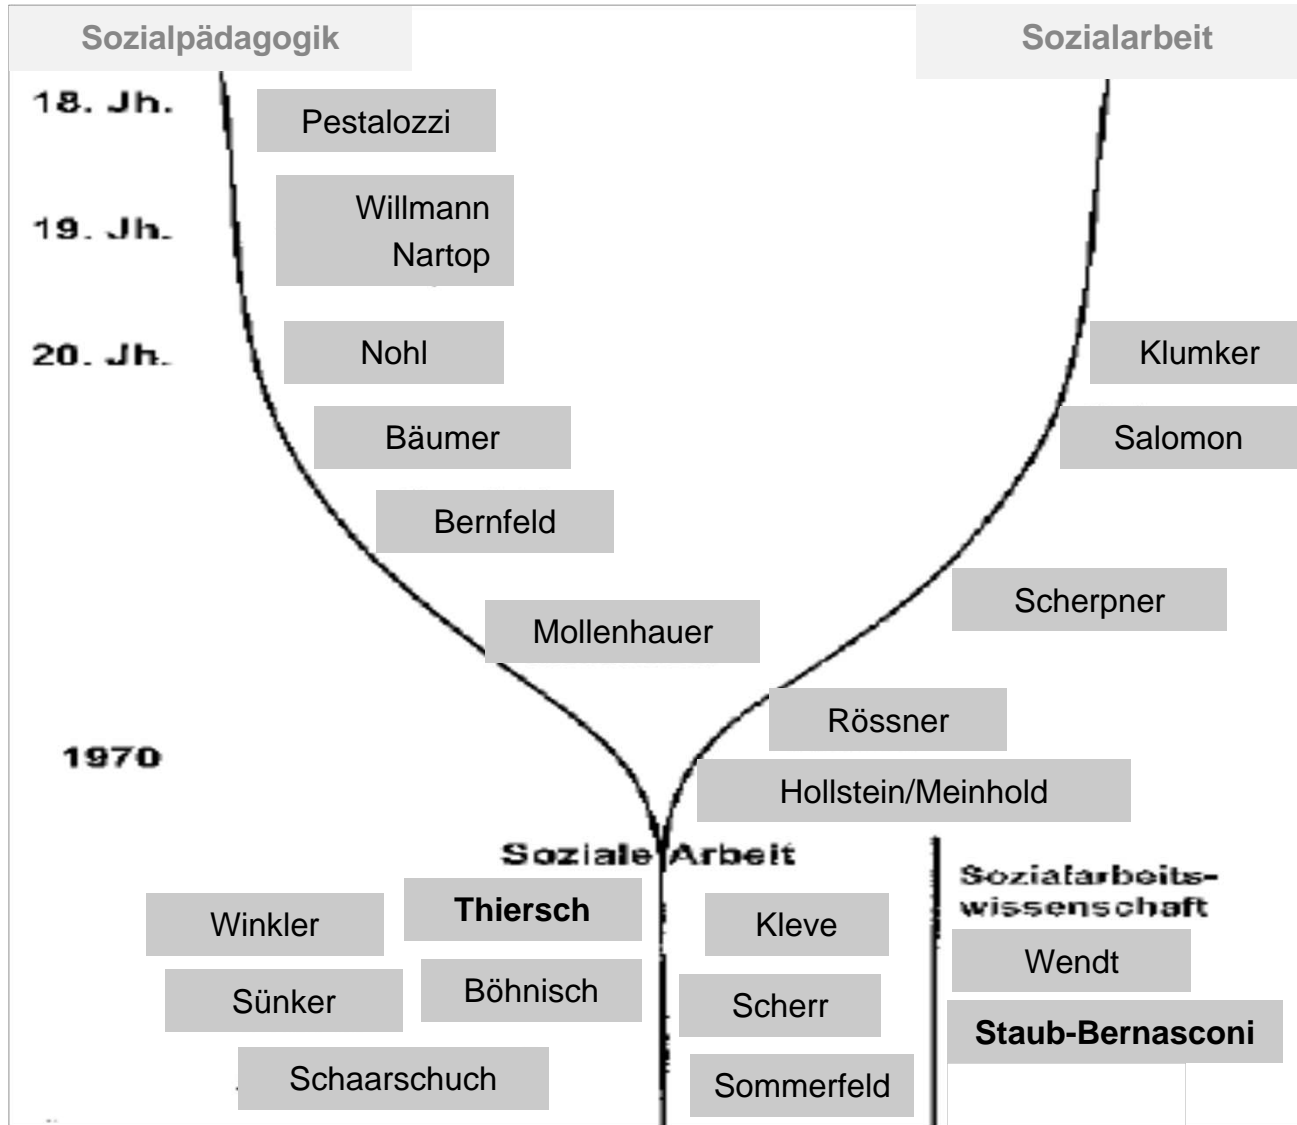 Sozialpädagogik
Sozialarbeit
18. Jh.
Pestalozzi
19. Jh.
Willmann
Nartop
20. Jh.
Nohl
Klumker
Bäumer
Salomon
Bernfeld
Scherpner
Mollenhauer
Rössner
1970
Hollstein/Meinhold
Soziale Arbeit
Sozialarbeits-
wissenschaft
Winkler
Thiersch
Kleve
Wendt
Sünker
Böhnisch
Scherr
Staub-Bernasconi
Schaarschuch
Sommerfeld